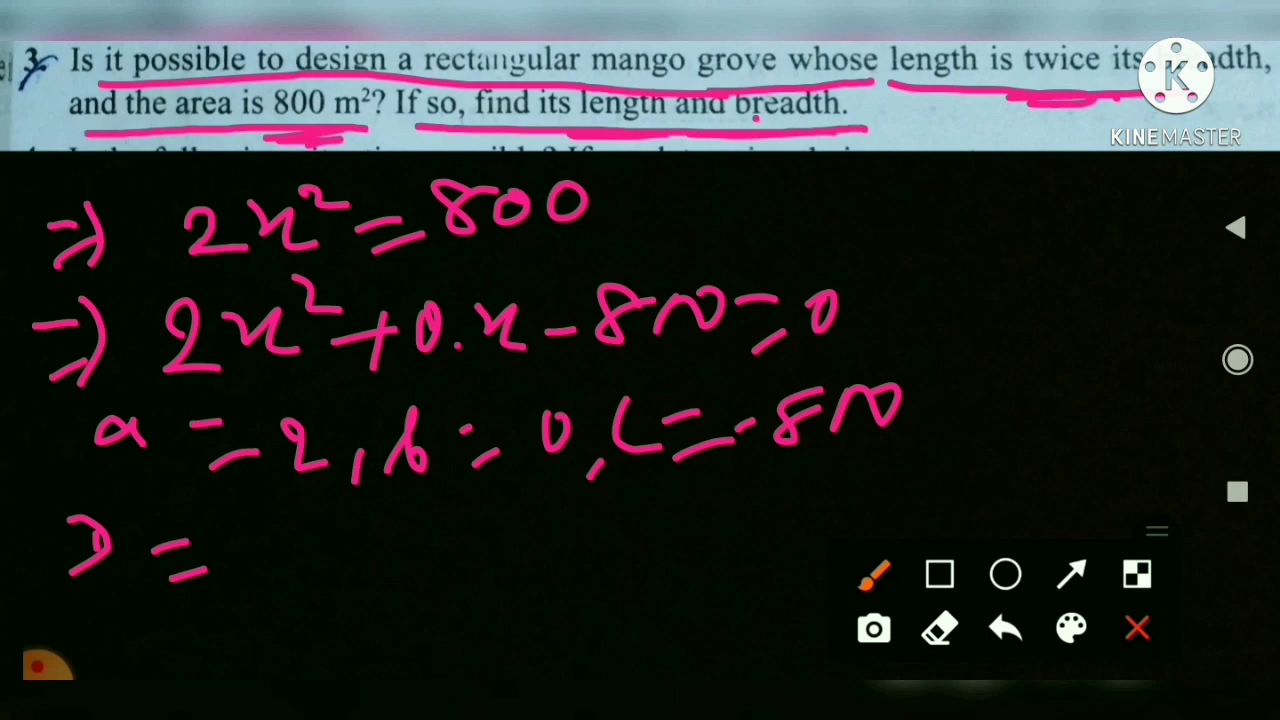 3. Is it possible to design a rectangular mango grove whose length is twice its dth,
and the area is 800 m²? If so, find its length and breadth.
K
KINEMASTER
⇒ 2x² = 800
⇒ 2x² + 0.x - 800 = 0
a = 2, b = 0, c = -800
D =